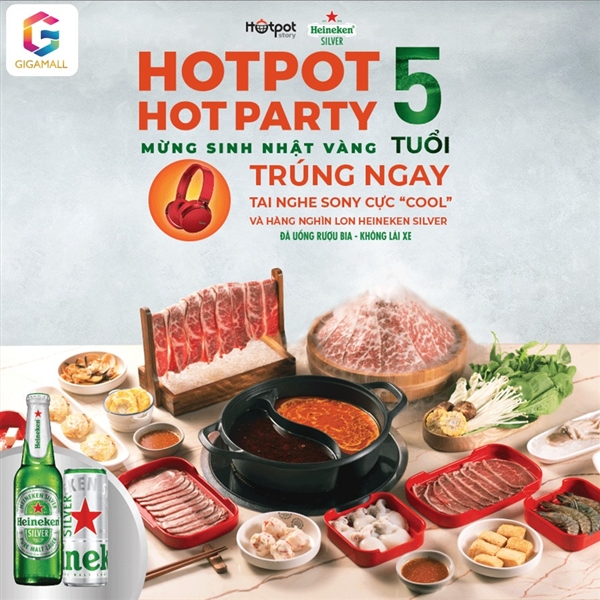 GIGAMALL
Hotpot
story
Heineken
SILVER
HOTPOT
HOT PARTY
5
MỪNG SINH NHẬT VÀNG TUỔI
TRÚNG NGAY
TAI NGHE SONY CỰC “COOL”
VÀ HÀNG NGHÌN LON HEINEKEN SILVER
ĐÃ UỐNG RƯỢU BIA - KHÔNG LÁI XE
Heineken
Heineken
SILVER
SILVER